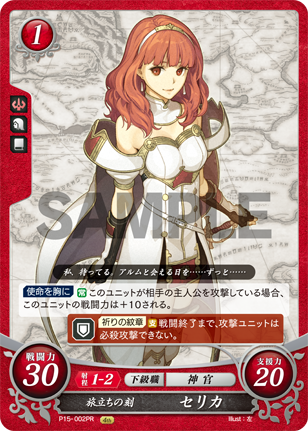 1
SAMPLE
私、待ってる。アルムと会える日を……ずっと……
使命を胸に 常 このユニットが相手の主人公を攻撃している場合、
このユニットの戦闘力は+10される。
祈りの紋章 支 戦闘終了まで、攻撃ユニットは
必殺攻撃できない。
戦闘力
30
射程 1-2 下級職 神官
旅立ちの刻 セリカ
支援力
20
P15-002PR
Illust:左